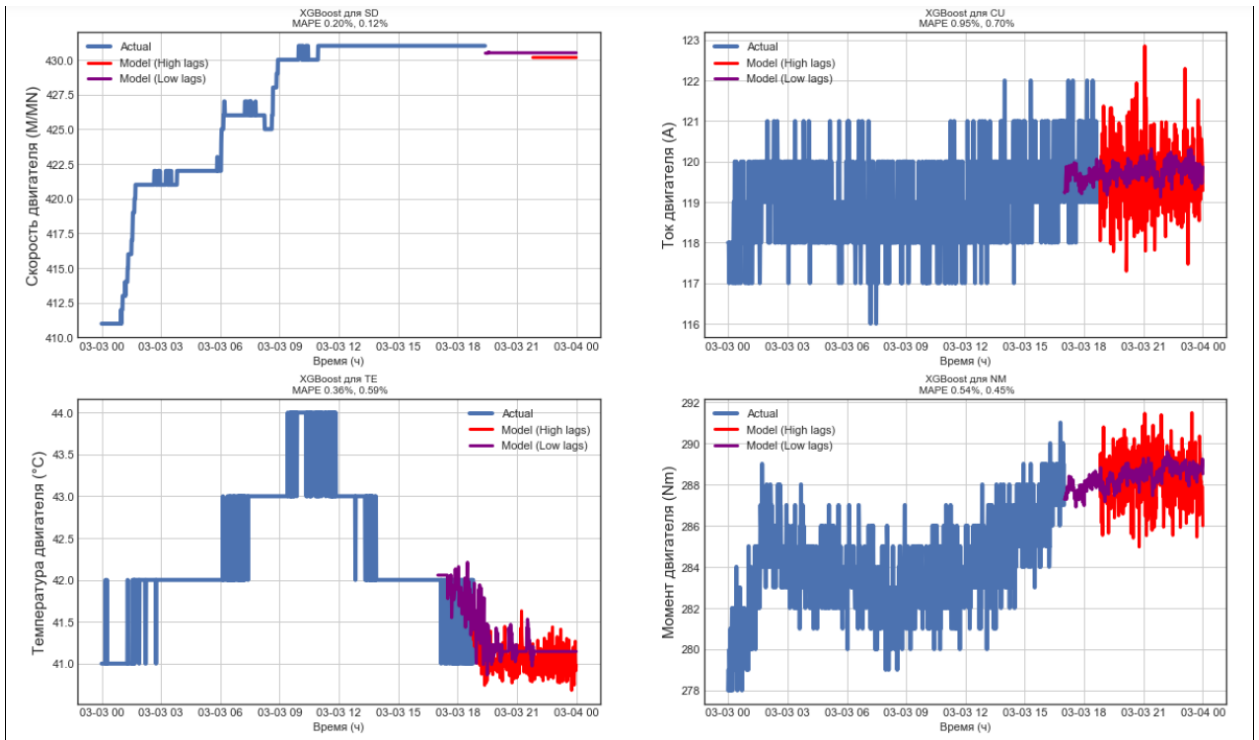 XGBoost для SD
MAPE 0.20%, 0.12%
Actual
Model (High lags)
Model (Low lags)
Скорость двигателя (M/MN)
430.0
427.5
425.0
422.5
420.0
417.5
415.0
412.5
410.0
03-03 00 03-03 03 03-03 06 03-03 09 03-03 12 03-03 15 03-03 18 03-03 21 03-04 00
Время (ч)
XGBoost для CU
MAPE 0.95%, 0.70%
Actual
Model (High lags)
Model (Low lags)
Ток двигателя (А)
123
122
121
120
119
118
117
116
03-03 00 03-03 03 03-03 06 03-03 09 03-03 12 03-03 15 03-03 18 03-03 21 03-04 00
Время (ч)
XGBoost для TE
MAPE 0.36%, 0.59%
Actual
Model (High lags)
Model (Low lags)
Температура двигателя (°C)
44.0
43.5
43.0
42.5
42.0
41.5
41.0
03-03 00 03-03 03 03-03 06 03-03 09 03-03 12 03-03 15 03-03 18 03-03 21 03-04 00
Время (ч)
XGBoost для NM
MAPE 0.54%, 0.45%
Actual
Model (High lags)
Model (Low lags)
Момент двигателя (Nm)
292
290
288
286
284
282
280
278
03-03 00 03-03 03 03-03 06 03-03 09 03-03 12 03-03 15 03-03 18 03-03 21 03-04 00
Время (ч)